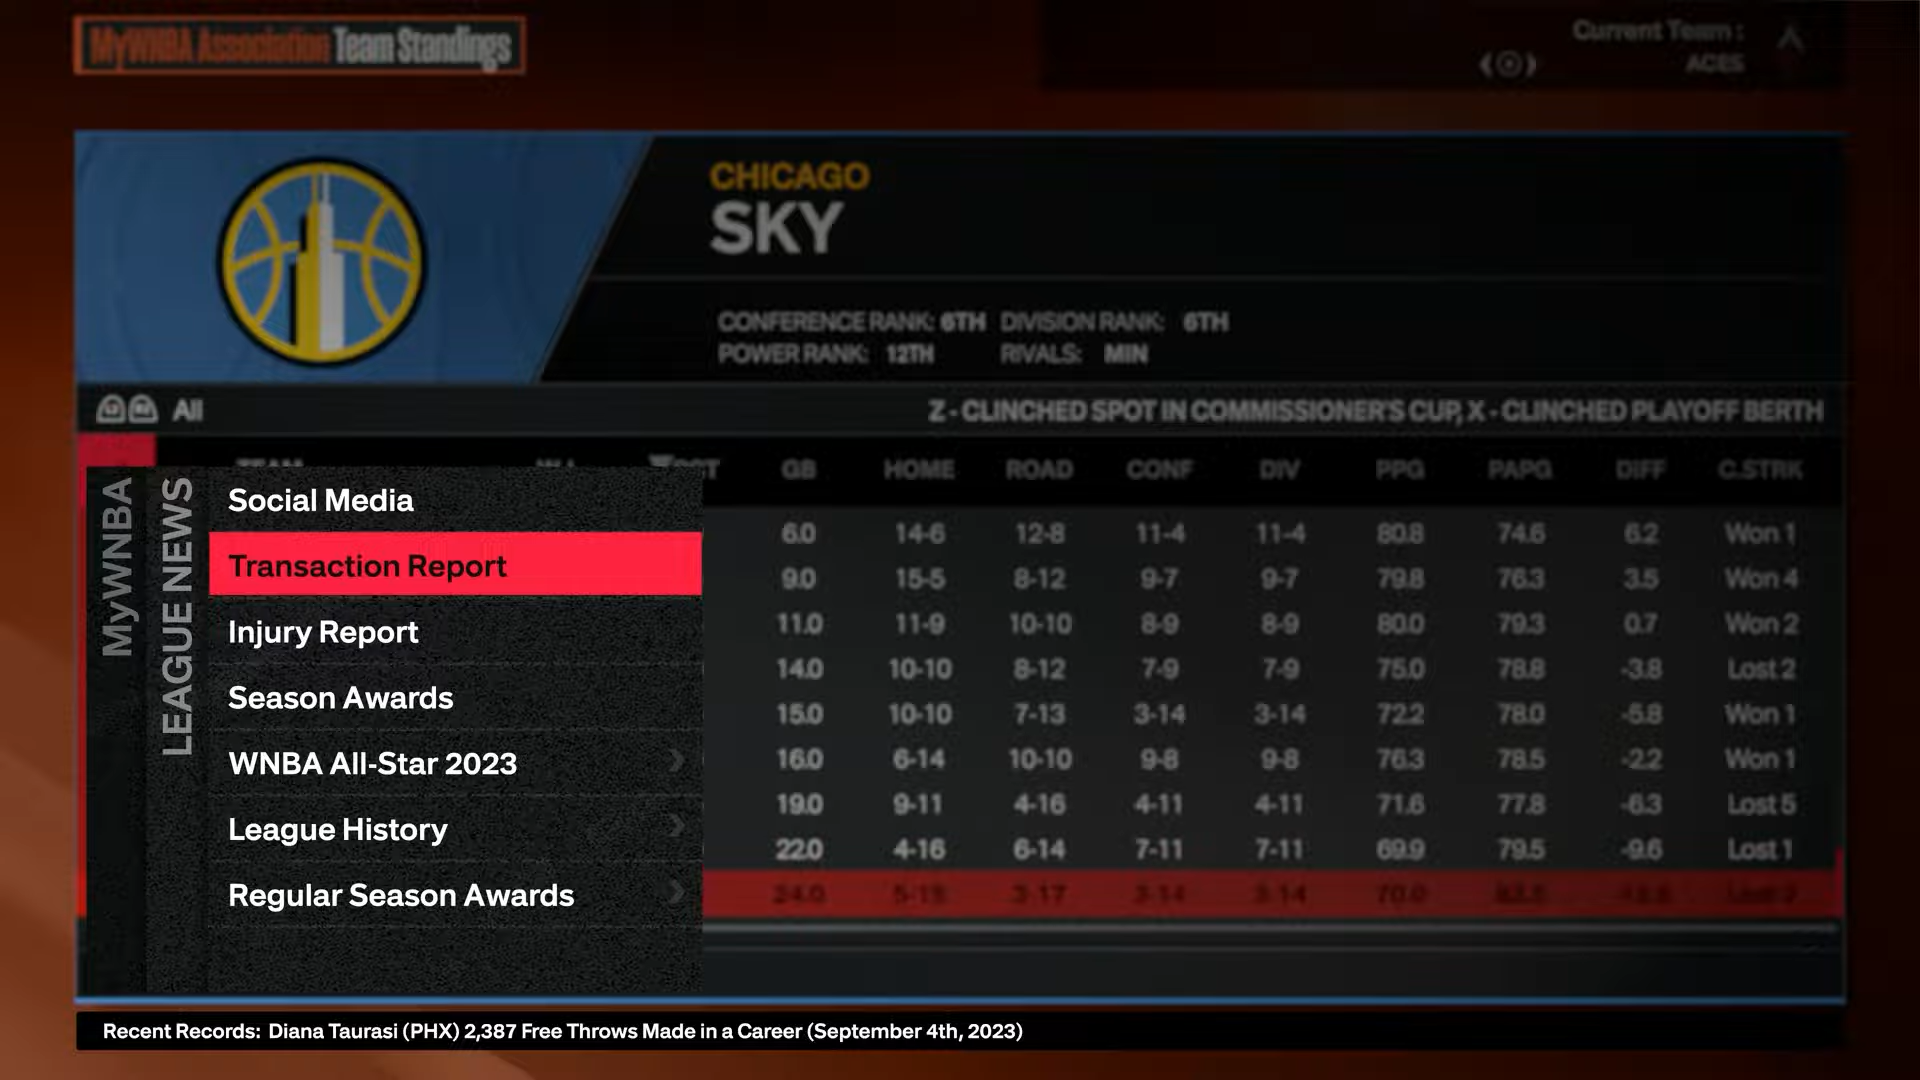 MyWNBA Association Team Standings
Current Team :
ACES
CHICAGO
SKY
CONFERENCE RANK: 6TH DIVISION RANK: 6TH
POWER RANK: 12TH RIVALS: MIN
All
Z - CLINCHED SPOT IN COMMISSIONER'S CUP, X - CLINCHED PLAYOFF BERTH
TEAM GB HOME ROAD CONF DIV PPG PAPG DIFF C.STRK
6.0 14-6 12-8 11-4 11-4 80.8 74.6 6.2 Won 1
9.0 15-5 8-12 9-7 9-7 79.8 76.3 3.5 Won 4
11.0 11-9 10-10 8-9 8-9 80.0 79.3 0.7 Won 2
14.0 10-10 8-12 7-9 7-9 75.0 78.8 -3.8 Lost 2
15.0 10-10 7-13 3-14 3-14 72.2 78.0 -5.8 Won 1
16.0 6-14 10-10 9-8 9-8 76.3 78.5 -2.2 Won 1
19.0 9-11 4-16 4-11 4-11 71.6 77.8 -6.3 Lost 5
22.0 4-16 6-14 7-11 7-11 69.9 79.5 -9.6 Lost 1
24.0 3-17 3-14 3-14
MyWNBA
LEAGUE NEWS
Social Media
Transaction Report
Injury Report
Season Awards
WNBA All-Star 2023
League History
Regular Season Awards
Recent Records: Diana Taurasi (PHX) 2,387 Free Throws Made in a Career (September 4th, 2023)